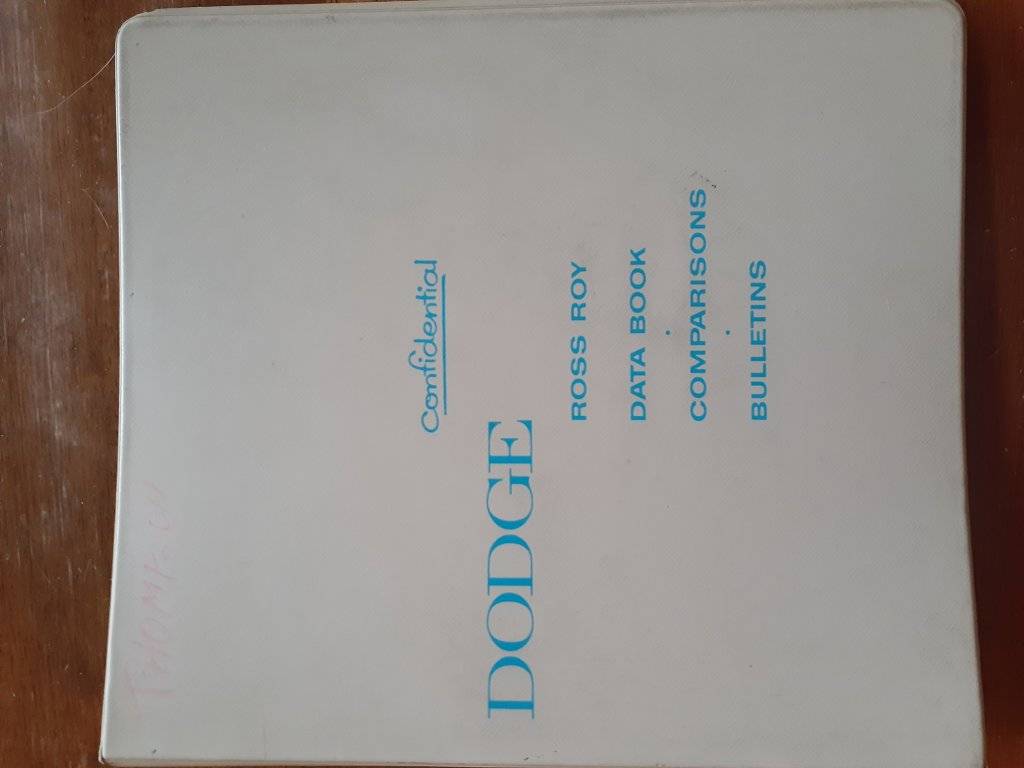 Confidential
DODGE
ROSS ROY
DATA BOOK
•
COMPARISONS
•
BULLETINS